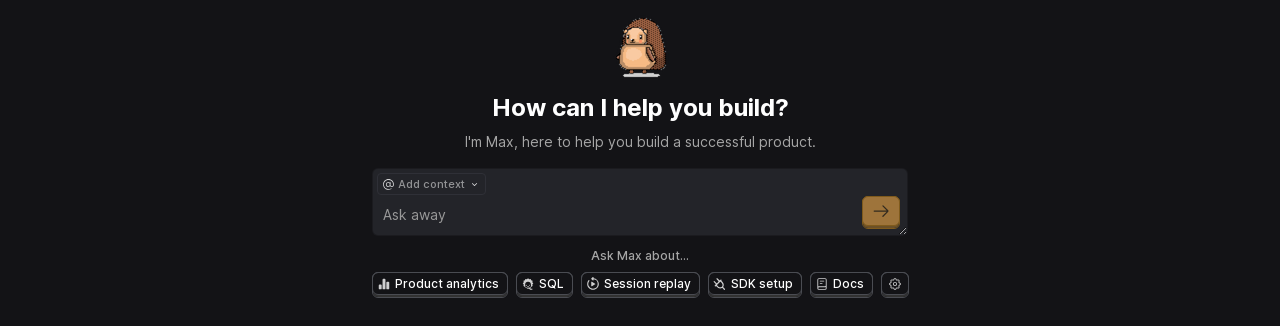 How can I help you build?
I'm Max, here to help you build a successful product.
@ Add context
Ask away
Ask Max about...
Product analytics SQL Session replay SDK setup Docs